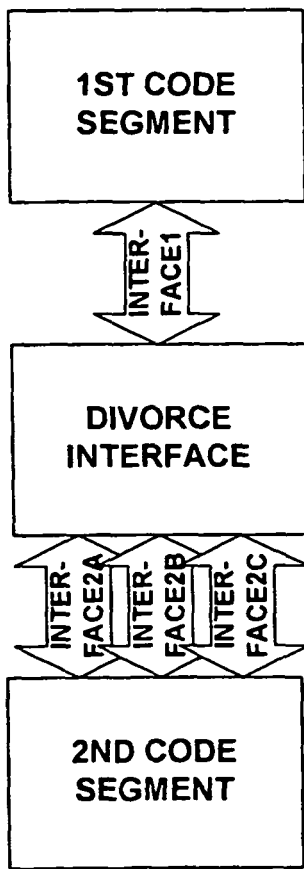 1ST CODE
SEGMENT
INTER-
FACE1
DIVORCE
INTERFACE
INTER-
FACE2A
INTER-
FACE2B
INTER-
FACE2C
2ND CODE
SEGMENT